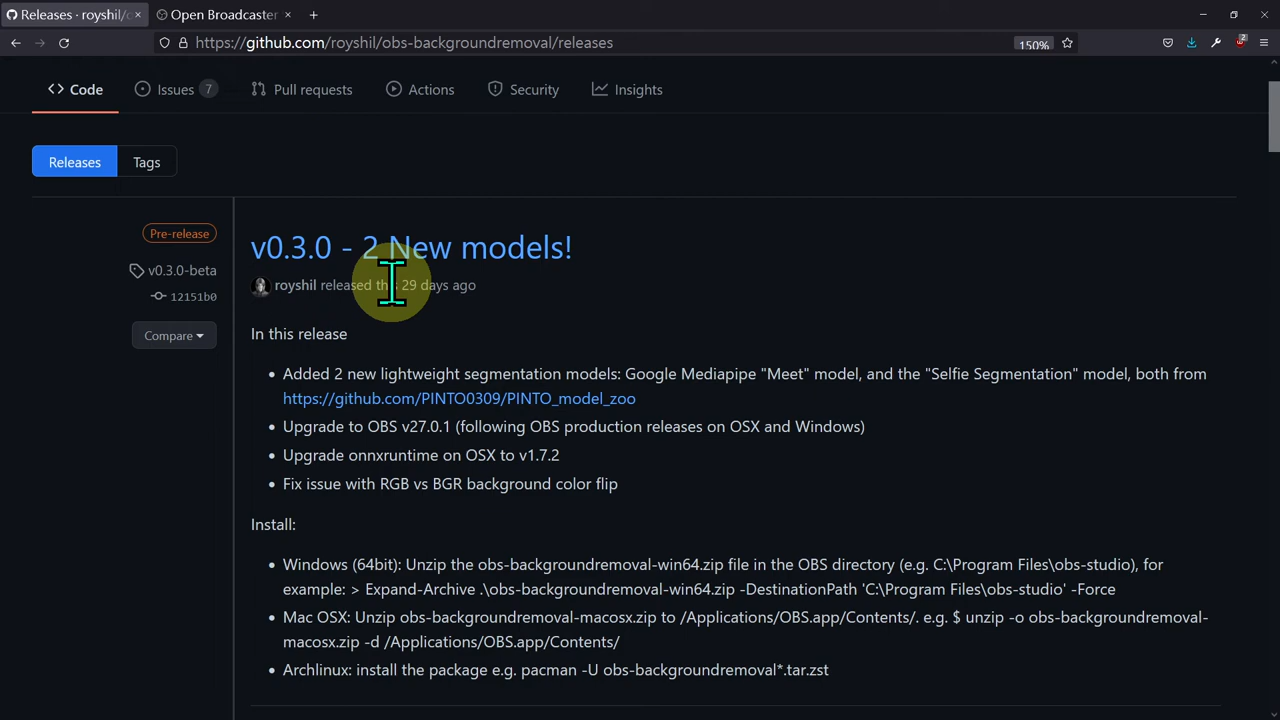 Releases · royshil/o
Open Broadcaster
https://github.com/royshil/obs-backgroundremoval/releases
150%
2
Code
Issues 7
Pull requests
Actions
Security
Insights
Releases
Tags
Pre-release
v0.3.0-beta
12151b0
Compare
v0.3.0 - 2 New models!
royshil released this 29 days ago
In this release
Added 2 new lightweight segmentation models: Google Mediapipe "Meet" model, and the "Selfie Segmentation" model, both from
https://github.com/PINTO0309/PINTO_model_zoo
Upgrade to OBS v27.0.1 (following OBS production releases on OSX and Windows)
Upgrade onnxruntime on OSX to v1.7.2
Fix issue with RGB vs BGR background color flip
Install:
Windows (64bit): Unzip the obs-backgroundremoval-win64.zip file in the OBS directory (e.g. C:\Program Files\obs-studio), for
example: > Expand-Archive .\obs-backgroundremoval-win64.zip -DestinationPath 'C:\Program Files\obs-studio' -Force
Mac OSX: Unzip obs-backgroundremoval-macosx.zip to /Applications/OBS.app/Contents/. e.g. $ unzip -o obs-backgroundremoval-
macosx.zip -d /Applications/OBS.app/Contents/
Archlinux: install the package e.g. pacman -U obs-backgroundremoval*.tar.zst